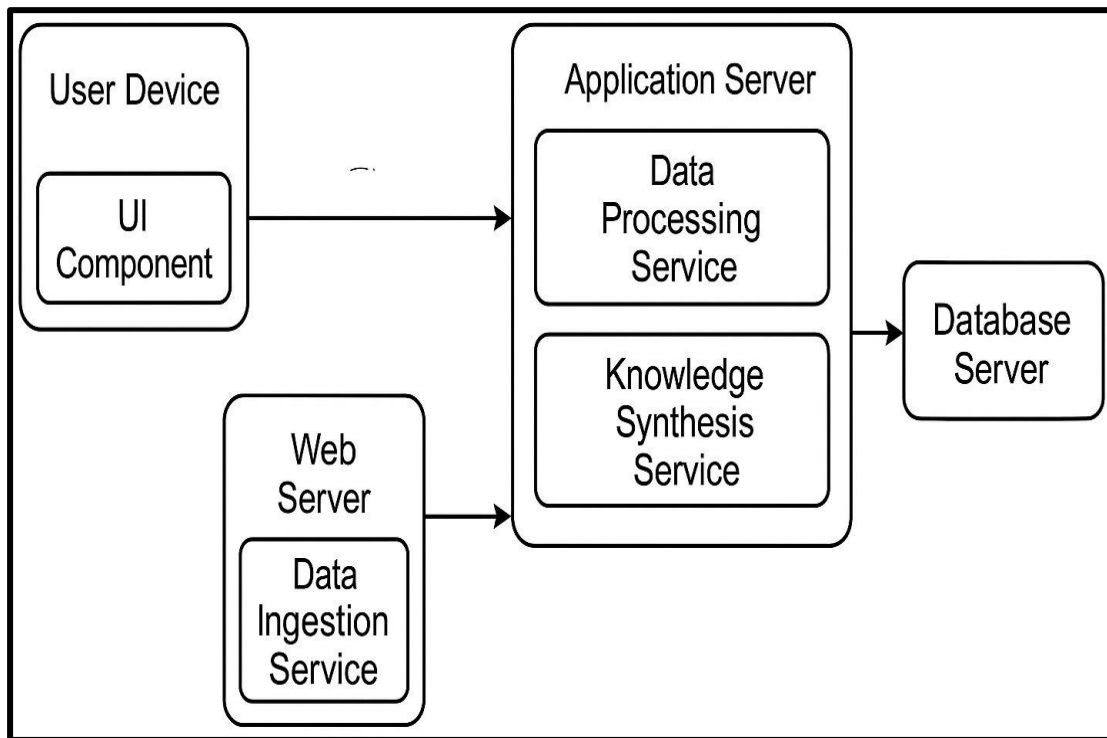 User Device
UI
Component
Application Server
Data
Processing
Service
Knowledge
Synthesis
Service
Database
Server
Web
Server
Data
Ingestion
Service